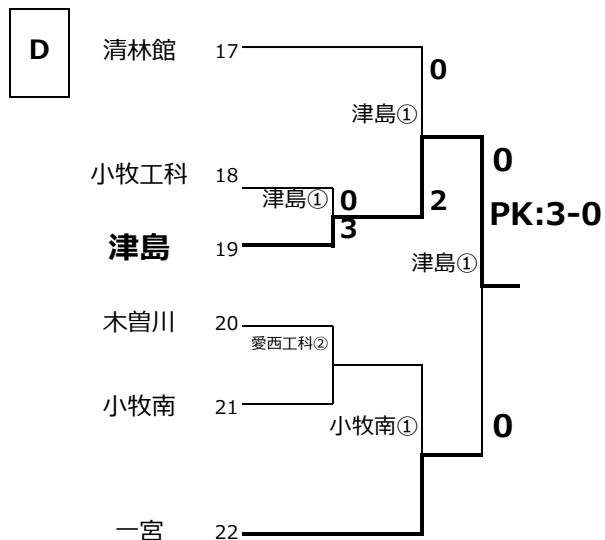 D
清林館 17
0
津島①
0
小牧工科 18
津島① 0
2
PK:3-0
3
津島 19
津島①
木曽川 20
愛西工科②
小牧南 21
小牧南①
0
一宮 22